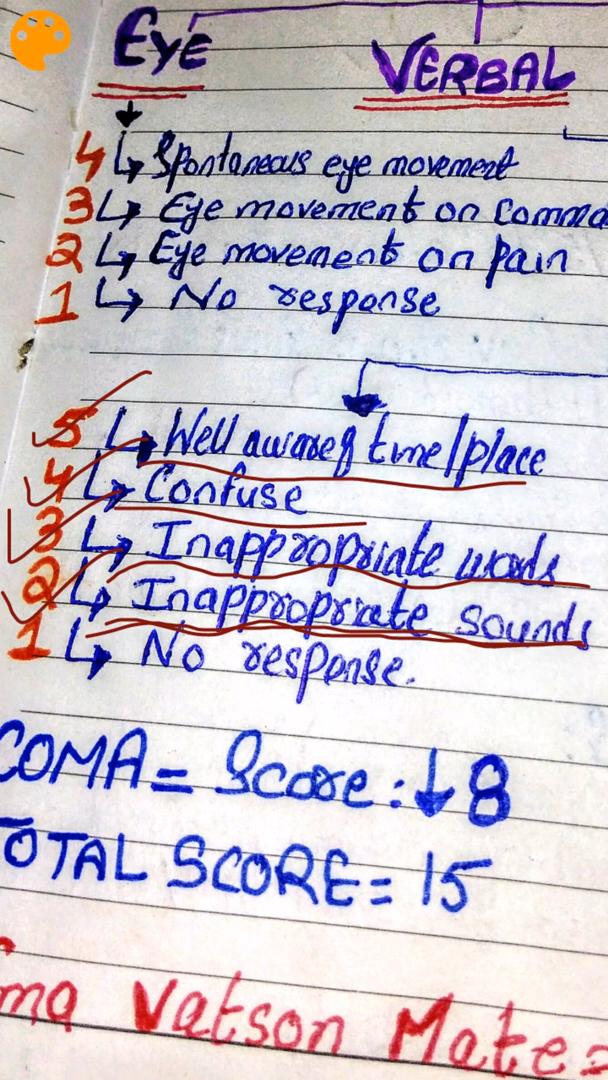 EYE VERBAL
4 ↳ Spontaneous eye movement
3 ↳ Eye movement on comma
2 ↳ Eye movement on pain
1 ↳ No response
5 ↳ Well aware of time/place
4 ↳ Confuse
3 ↳ Inappropriate words
2 ↳ Inappropriate sounds
1 ↳ No response.
COMA = Score: ↓ 8
TOTAL SCORE = 15
ma Vatson Mate=